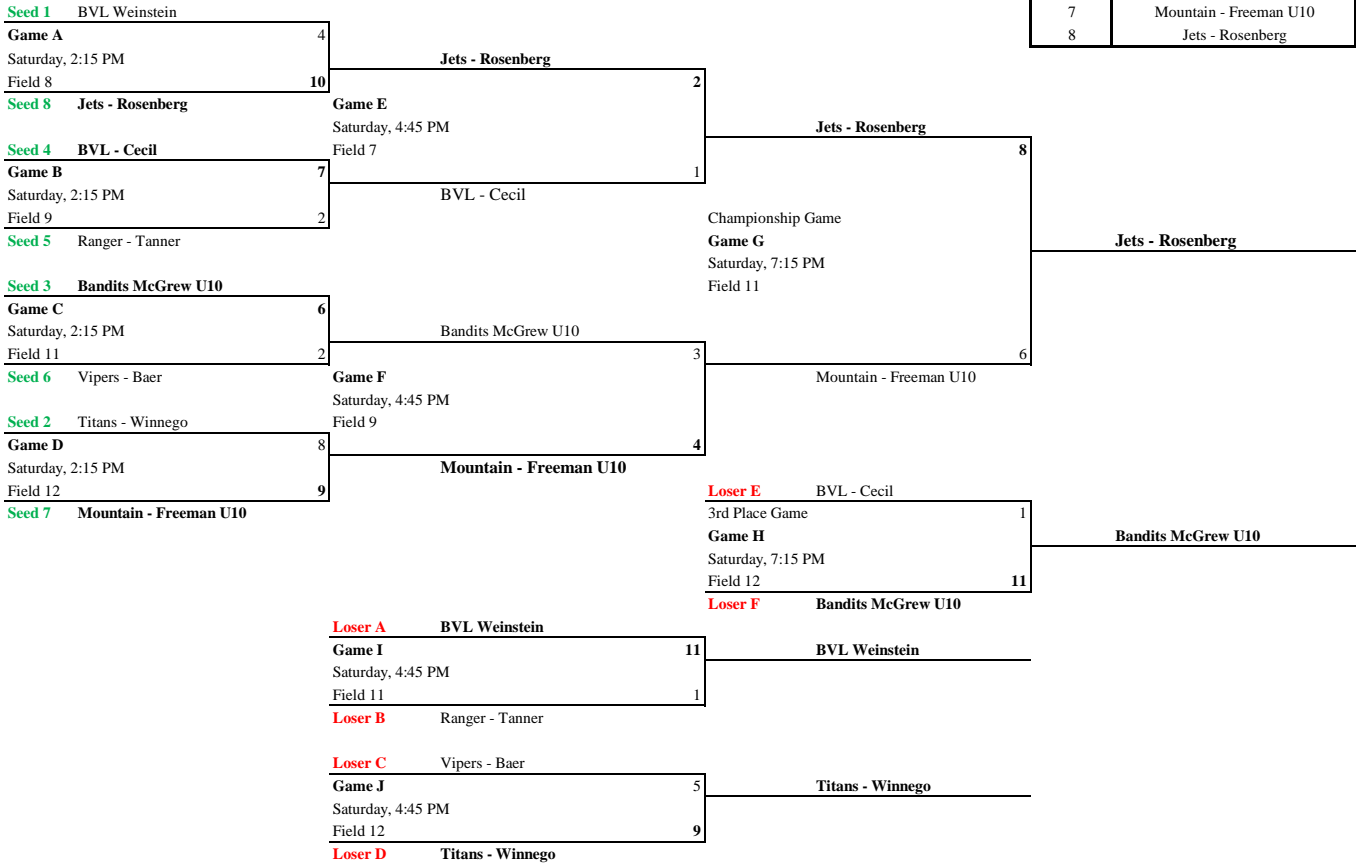 Seed 1 BVL Weinstein
7 Mountain - Freeman U10
Game A 4
8 Jets - Rosenberg
Saturday, 2:15 PM
Jets - Rosenberg
Field 8 10
2
Seed 8 Jets - Rosenberg
Game E
Saturday, 4:45 PM
Jets - Rosenberg
Seed 4 BVL - Cecil
Field 7
8
Game B 7
1
Saturday, 2:15 PM
BVL - Cecil
Field 9 2
Championship Game
Seed 5 Ranger - Tanner
Game G
Jets - Rosenberg
Saturday, 7:15 PM
Seed 3 Bandits McGrew U10
Field 11
Game C 6
Saturday, 2:15 PM
Bandits McGrew U10
Field 11 2
3
6
Seed 6 Vipers - Baer
Game F
Mountain - Freeman U10
Saturday, 4:45 PM
Seed 2 Titans - Winnego
Field 9
Game D 8
4
Saturday, 2:15 PM
Mountain - Freeman U10
Field 12 9
Loser E BVL - Cecil
Seed 7 Mountain - Freeman U10
3rd Place Game 1
Game H
Bandits McGrew U10
Saturday, 7:15 PM
Field 12 11
Loser F Bandits McGrew U10
Loser A BVL Weinstein
Game I 11
BVL Weinstein
Saturday, 4:45 PM
Field 11 1
Loser B Ranger - Tanner
Loser C Vipers - Baer
Game J 5
Titans - Winnego
Saturday, 4:45 PM
Field 12 9
Loser D Titans - Winnego